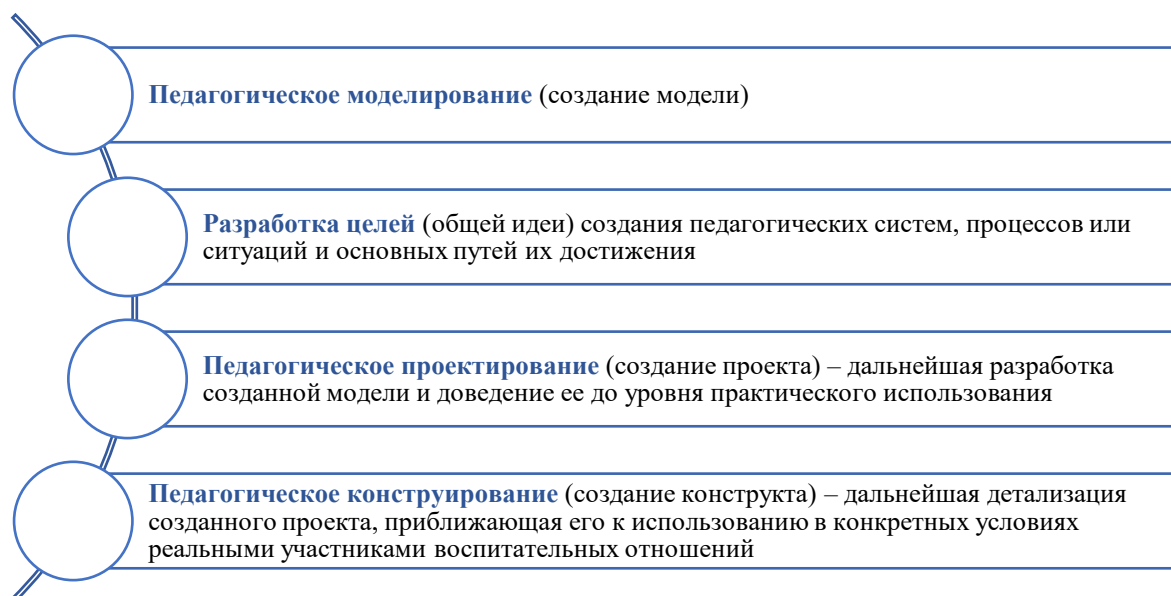 Педагогическое моделирование (создание модели)
Разработка целей (общей идеи) создания педагогических систем, процессов или
ситуаций и основных путей их достижения
Педагогическое проектирование (создание проекта) – дальнейшая разработка
созданной модели и доведение ее до уровня практического использования
Педагогическое конструирование (создание конструкта) – дальнейшая детализация
созданного проекта, приближающая его к использованию в конкретных условиях
реальными участниками воспитательных отношений